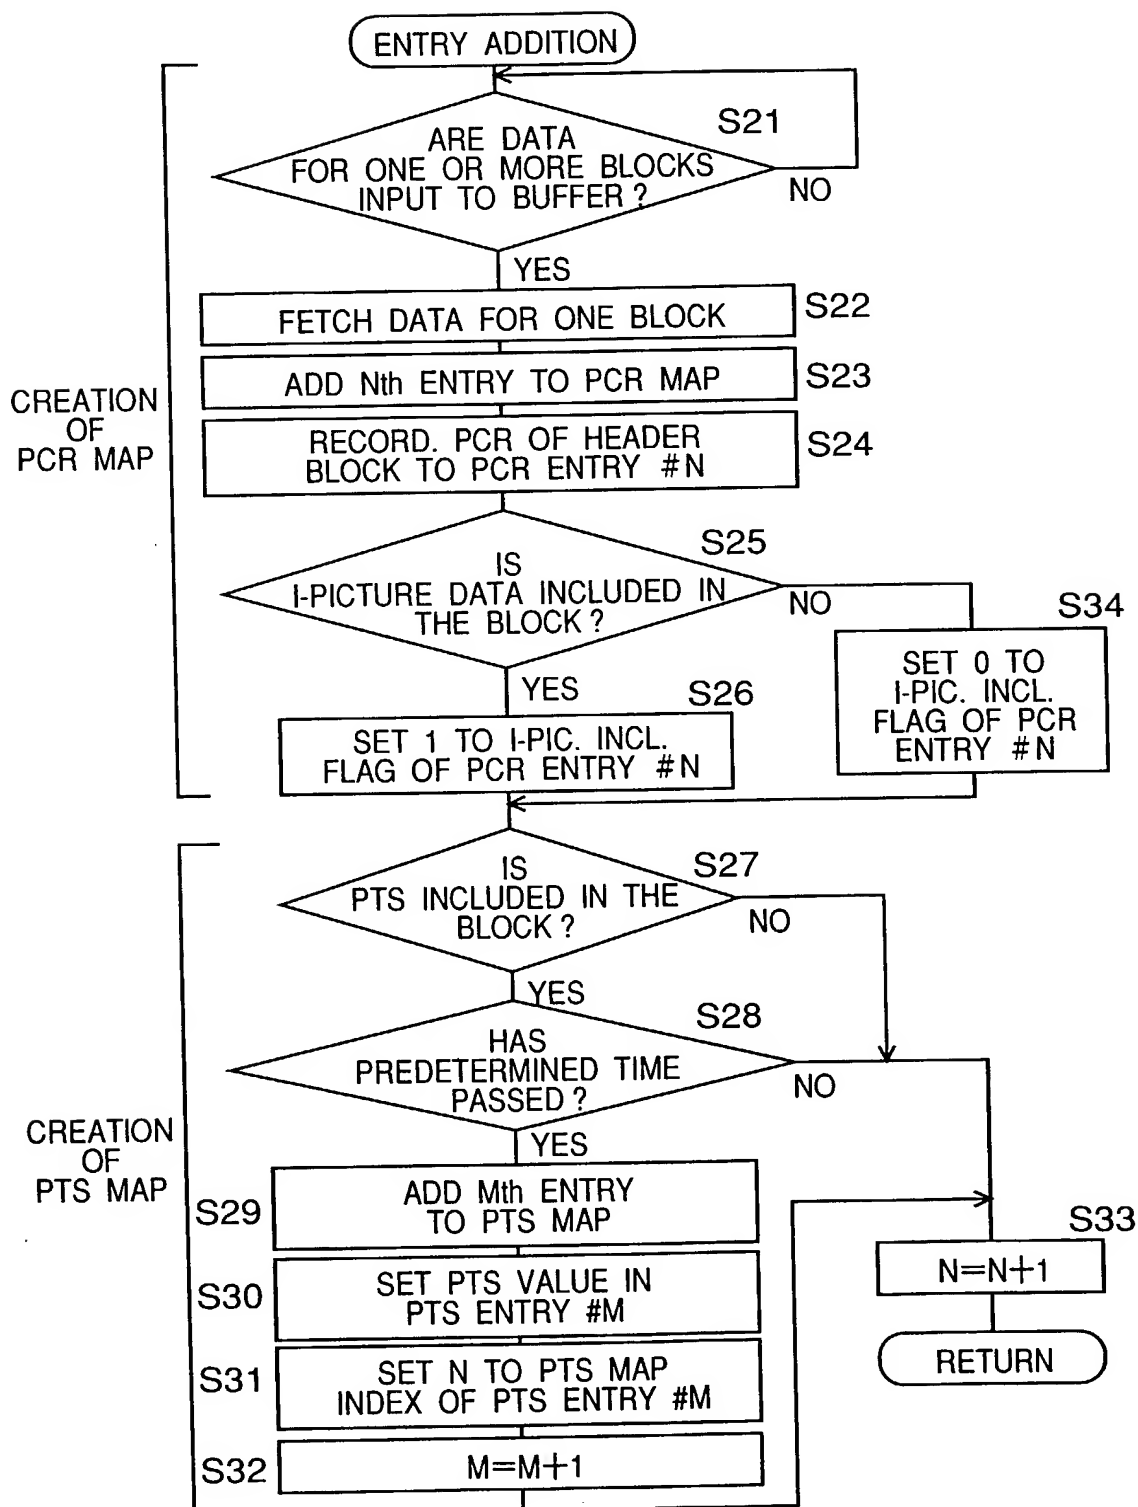 ENTRY ADDITION
ARE DATA
FOR ONE OR MORE BLOCKS
INPUT TO BUFFER?
S21
NO
YES
FETCH DATA FOR ONE BLOCK
S22
ADD Nth ENTRY TO PCR MAP
S23
RECORD. PCR OF HEADER
BLOCK TO PCR ENTRY #N
S24
CREATION
OF
PCR MAP
IS
I-PICTURE DATA INCLUDED IN
THE BLOCK?
S25
NO
YES
S34
SET 0 TO
I-PIC. INCL.
FLAG OF PCR
ENTRY #N
S26
SET 1 TO I-PIC. INCL.
FLAG OF PCR ENTRY #N
IS
PTS INCLUDED IN THE
BLOCK?
S27
NO
YES
HAS
PREDETERMINED TIME
PASSED?
S28
NO
YES
CREATION
OF
PTS MAP
S29
ADD Mth ENTRY
TO PTS MAP
S30
SET PTS VALUE IN
PTS ENTRY #M
S31
SET N TO PTS MAP
INDEX OF PTS ENTRY #M
S32
M=M+1
S33
N=N+1
RETURN